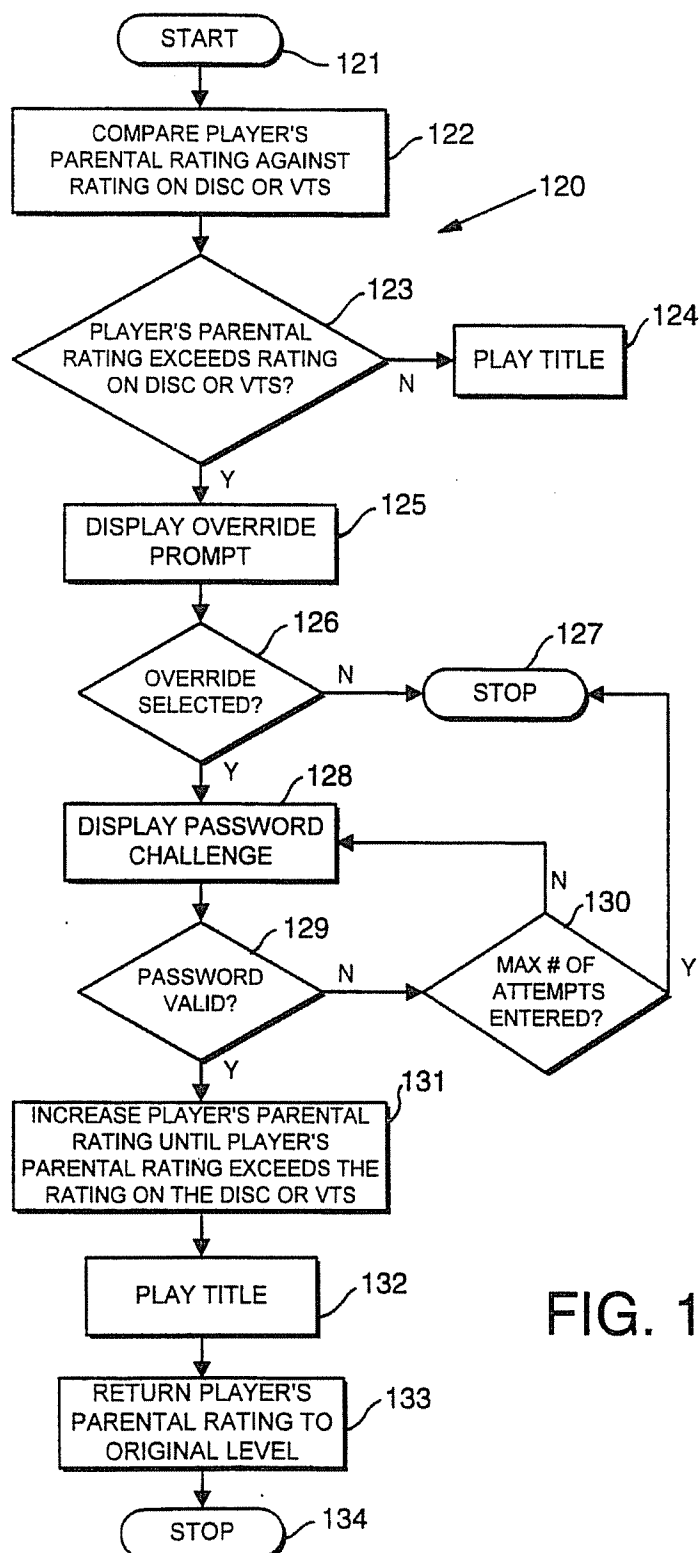 START
121
COMPARE PLAYER'S
PARENTAL RATING AGAINST
RATING ON DISC OR VTS
122
120
123
PLAYER'S PARENTAL
RATING EXCEEDS RATING
ON DISC OR VTS?
N
124
PLAY TITLE
Y
125
DISPLAY OVERRIDE
PROMPT
126
OVERRIDE
SELECTED?
N
127
STOP
Y
128
DISPLAY PASSWORD
CHALLENGE
N
129
PASSWORD
VALID?
N
130
MAX # OF
ATTEMPTS
ENTERED?
Y
Y
131
INCREASE PLAYER'S PARENTAL
RATING UNTIL PLAYER'S
PARENTAL RATING EXCEEDS THE
RATING ON THE DISC OR VTS
PLAY TITLE
132
FIG. 1
RETURN PLAYER'S
PARENTAL RATING TO
ORIGINAL LEVEL
133
STOP
134